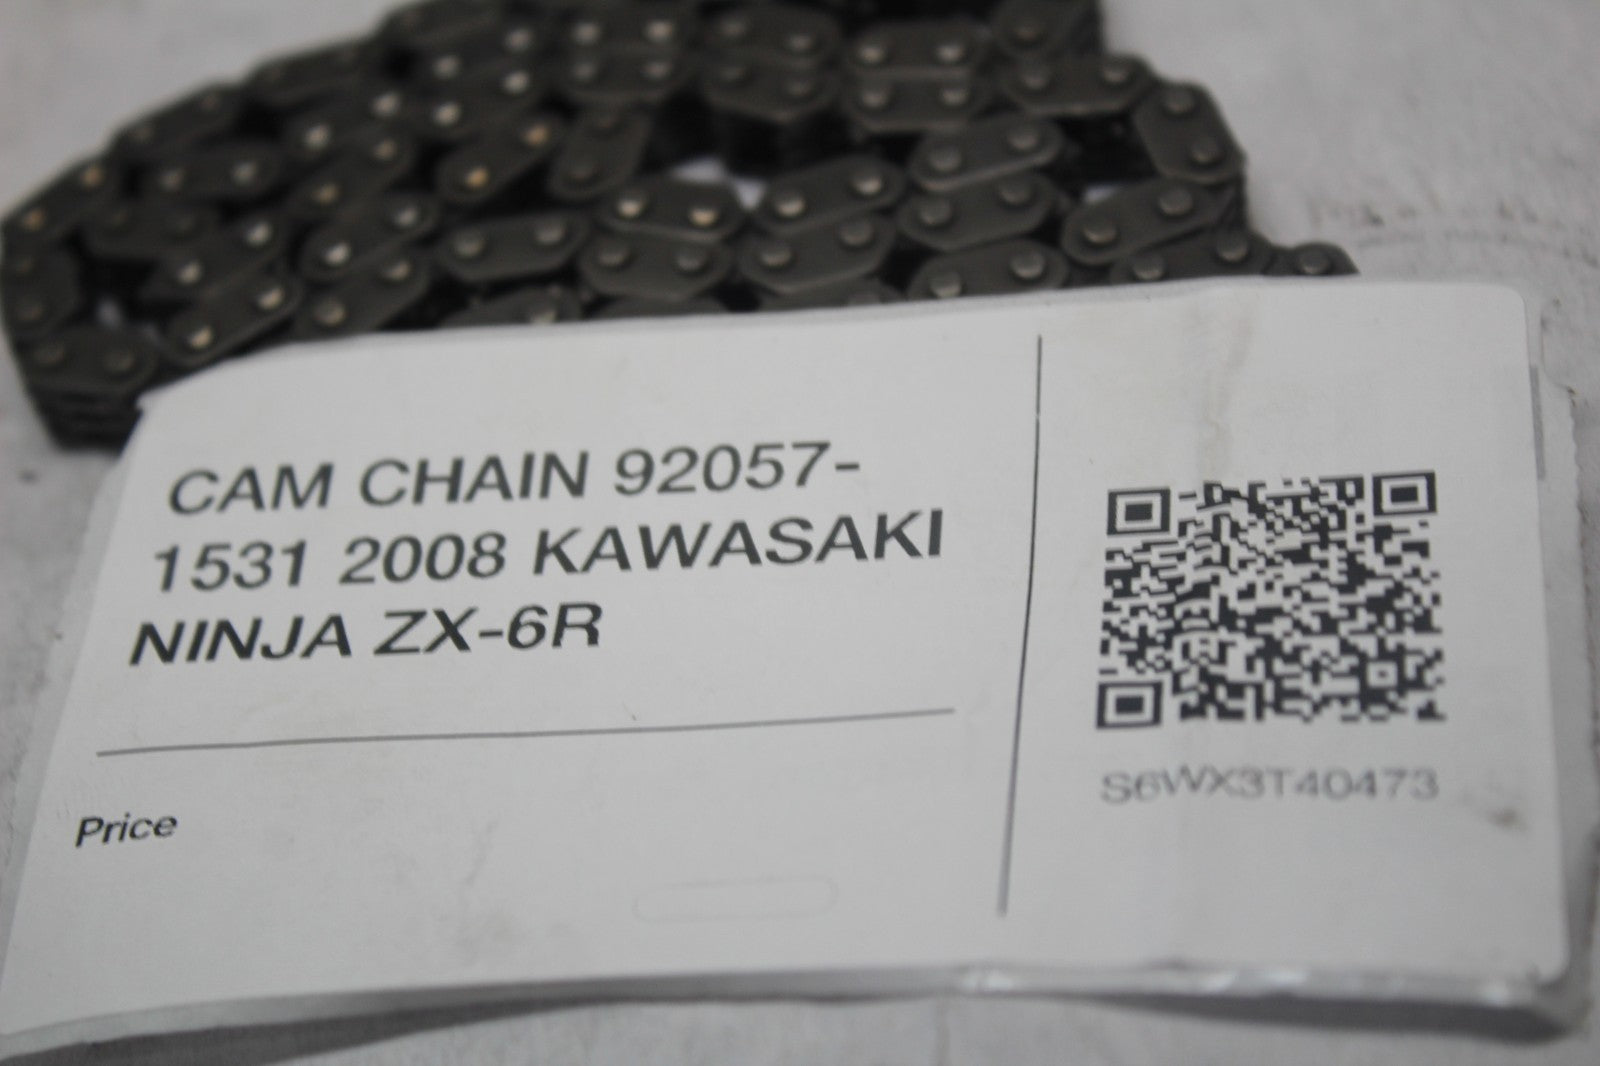 CAM CHAIN 92057-
1531 2008 KAWASAKI
NINJA ZX-6R
Price
S6WX3T40473